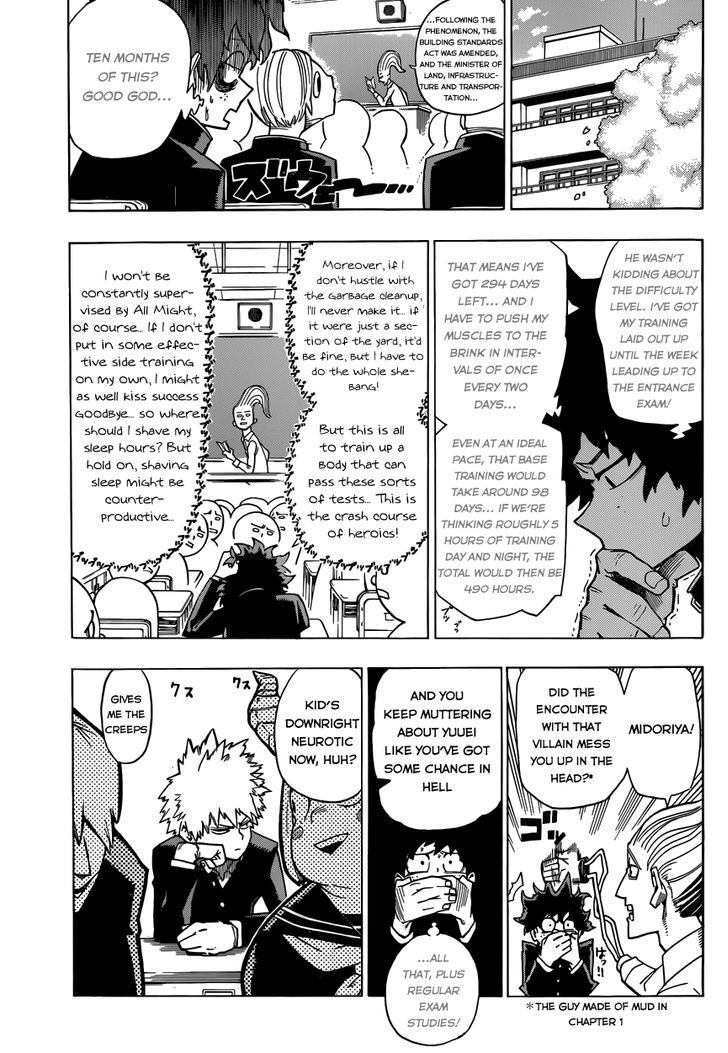 ...FOLLOWING THE
PHENOMENON, THE
BUILDING STANDARDS
ACT WAS AMENDED,
AND THE MINISTER OF
LAND, INFRASTRUC-
TURE AND TRANSPOR-
TATION...
TEN MONTHS
OF THIS?
GOOD GOD...
ズウー
HE WASN'T
KIDDING ABOUT
THE DIFFICULTY
LEVEL. I'VE GOT
MY TRAINING
LAID OUT UP
UNTIL THE WEEK
LEADING UP TO
THE ENTRANCE
EXAM!
THAT MEANS I'VE
GOT 294 DAYS
LEFT... AND I
HAVE TO PUSH MY
MUSCLES TO THE
BRINK IN INTER-
VALS OF ONCE
EVERY TWO
DAYS...
EVEN AT AN IDEAL
PACE, THAT BASE
TRAINING WOULD
TAKE AROUND 98
DAYS... IF WE'RE
THINKING ROUGHLY 5
HOURS OF TRAINING
DAY AND NIGHT, THE
TOTAL WOULD THEN BE
490 HOURS.
Moreover, if I
don't hustle with
the garbage cleanup,
I'll never make it... if
it were just a sec-
tion of the yard, it'd
be fine, but I have to
do the whole she-
bang!
But this is all
to train up a
body that can
pass these sorts
of tests... This is
the crash course
of heroics!
I won't be
constantly super-
vised by All Might,
of course... If I don't
put in some effec-
tive side training
on my own, I might
as well kiss success
goodbye... so where
should I shave my
sleep hours? But
hold on, shaving
sleep might be
counter-
productive...
MIDORIYA!
DID THE
ENCOUNTER
WITH THAT
VILLAIN MESS
YOU UP IN THE
HEAD?*
ゴッ
はっ!!
*THE GUY MADE OF MUD IN
CHAPTER 1
AND YOU
KEEP MUTTERING
ABOUT YUUEI
LIKE YOU'VE GOT
SOME CHANCE IN
HELL
...ALL
THAT, PLUS
REGULAR
EXAM
STUDIES!
KID'S
DOWNRIGHT
NEUROTIC
NOW, HUH?
クス
クス
GIVES
ME THE
CREEPS